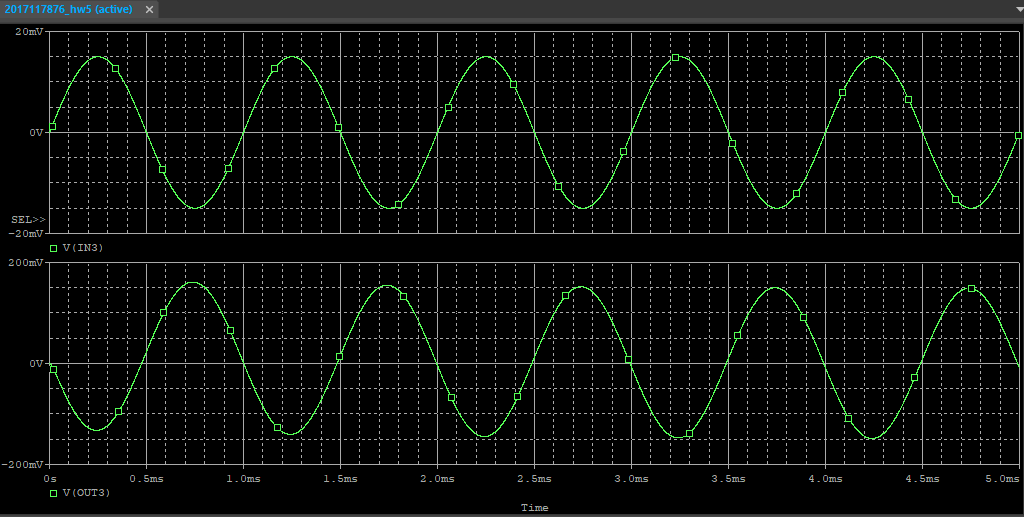 2017117876_hw5 (active)
20mV
0V
SEL>>
-20mV
V(IN3)
200mV
0V
-200mV
0s 0.5ms 1.0ms 1.5ms 2.0ms 2.5ms 3.0ms 3.5ms 4.0ms 4.5ms 5.0ms
V(OUT3)
Time